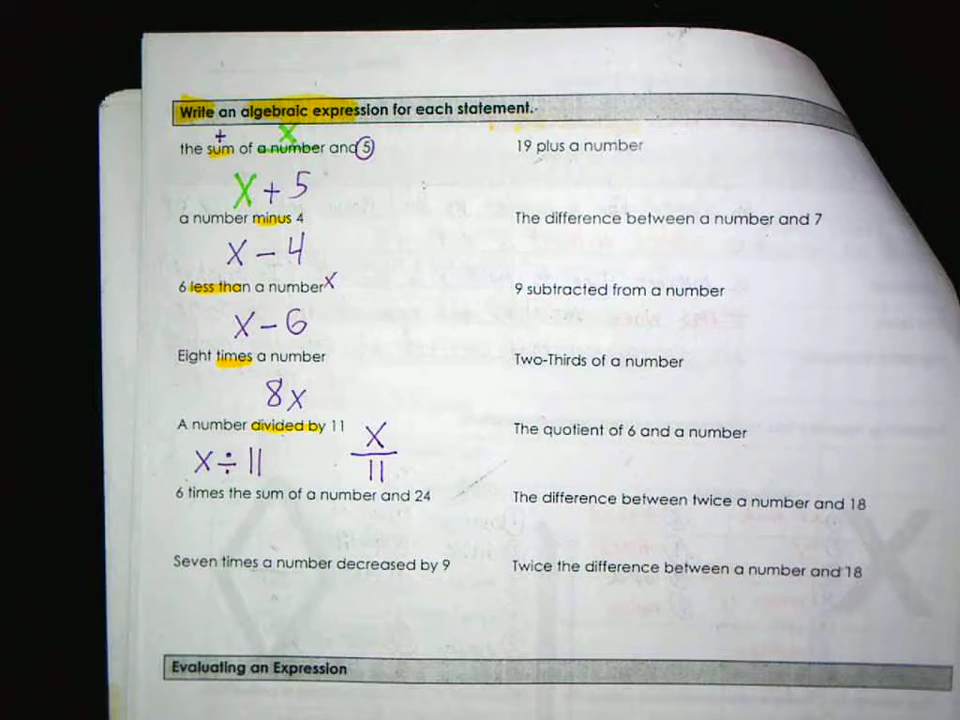 Write an algebraic expression for each statement.
+ x
the sum of a number and 5
19 plus a number
x + 5
a number minus 4
The difference between a number and 7
x – 4
6 less than a number x
9 subtracted from a number
x – 6
Eight times a number
Two-Thirds of a number
8x
A number divided by 11
The quotient of 6 and a number
x ÷ 11
x
11
6 times the sum of a number and 24
The difference between twice a number and 18
Seven times a number decreased by 9
Twice the difference between a number and 18
Evaluating an Expression